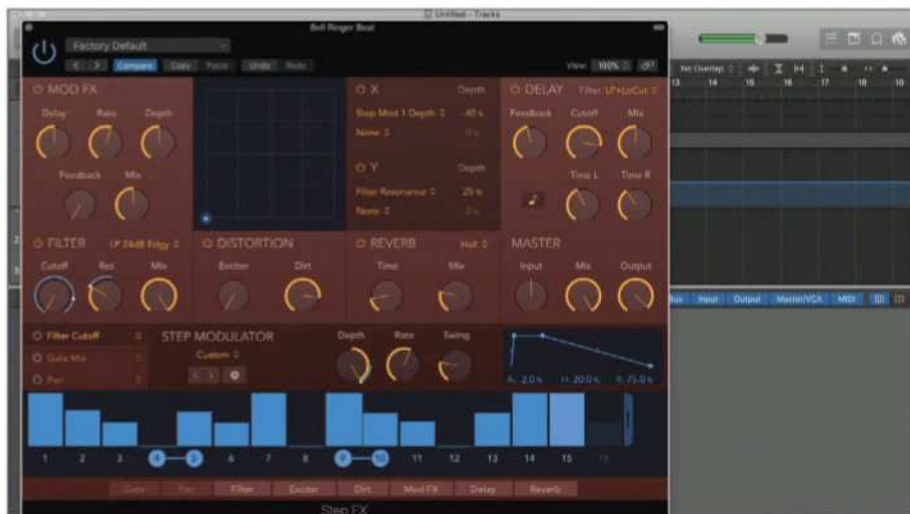 Untitled - Tracks
Bell Ringer Beat
Factory Default
Compare Copy Paste Undo Redo View: 100%
No Overlap
13 14 15 16 17 18 19
MOD FX
Delay Rate Depth
Feedback Mix
X Depth
Step Mod 1 Depth -40%
None 0%
Y Depth
Filter Resonance 25%
None 0%
DELAY Filter LP+LoCut
Feedback Cutoff Mix
Time L Time R
2
3
FILTER LP 24dB Edgy
Cutoff Res Mix
DISTORTION
Exciter Dirt
REVERB Hall
Time Mix
MASTER
Input Mix Output
Bus Input Output Master/VCA MIDI
Filter Cutoff
Gate Mix
Pan
STEP MODULATOR
Custom
Depth Rate Swing
A: 2.0% H: 20.0% R: 75.0%
1 2 3 4 5 6 7 8 9 10 11 12 13 14 15 16
Gate Pan Filter Exciter Dirt Mod FX Delay Reverb
Step FX